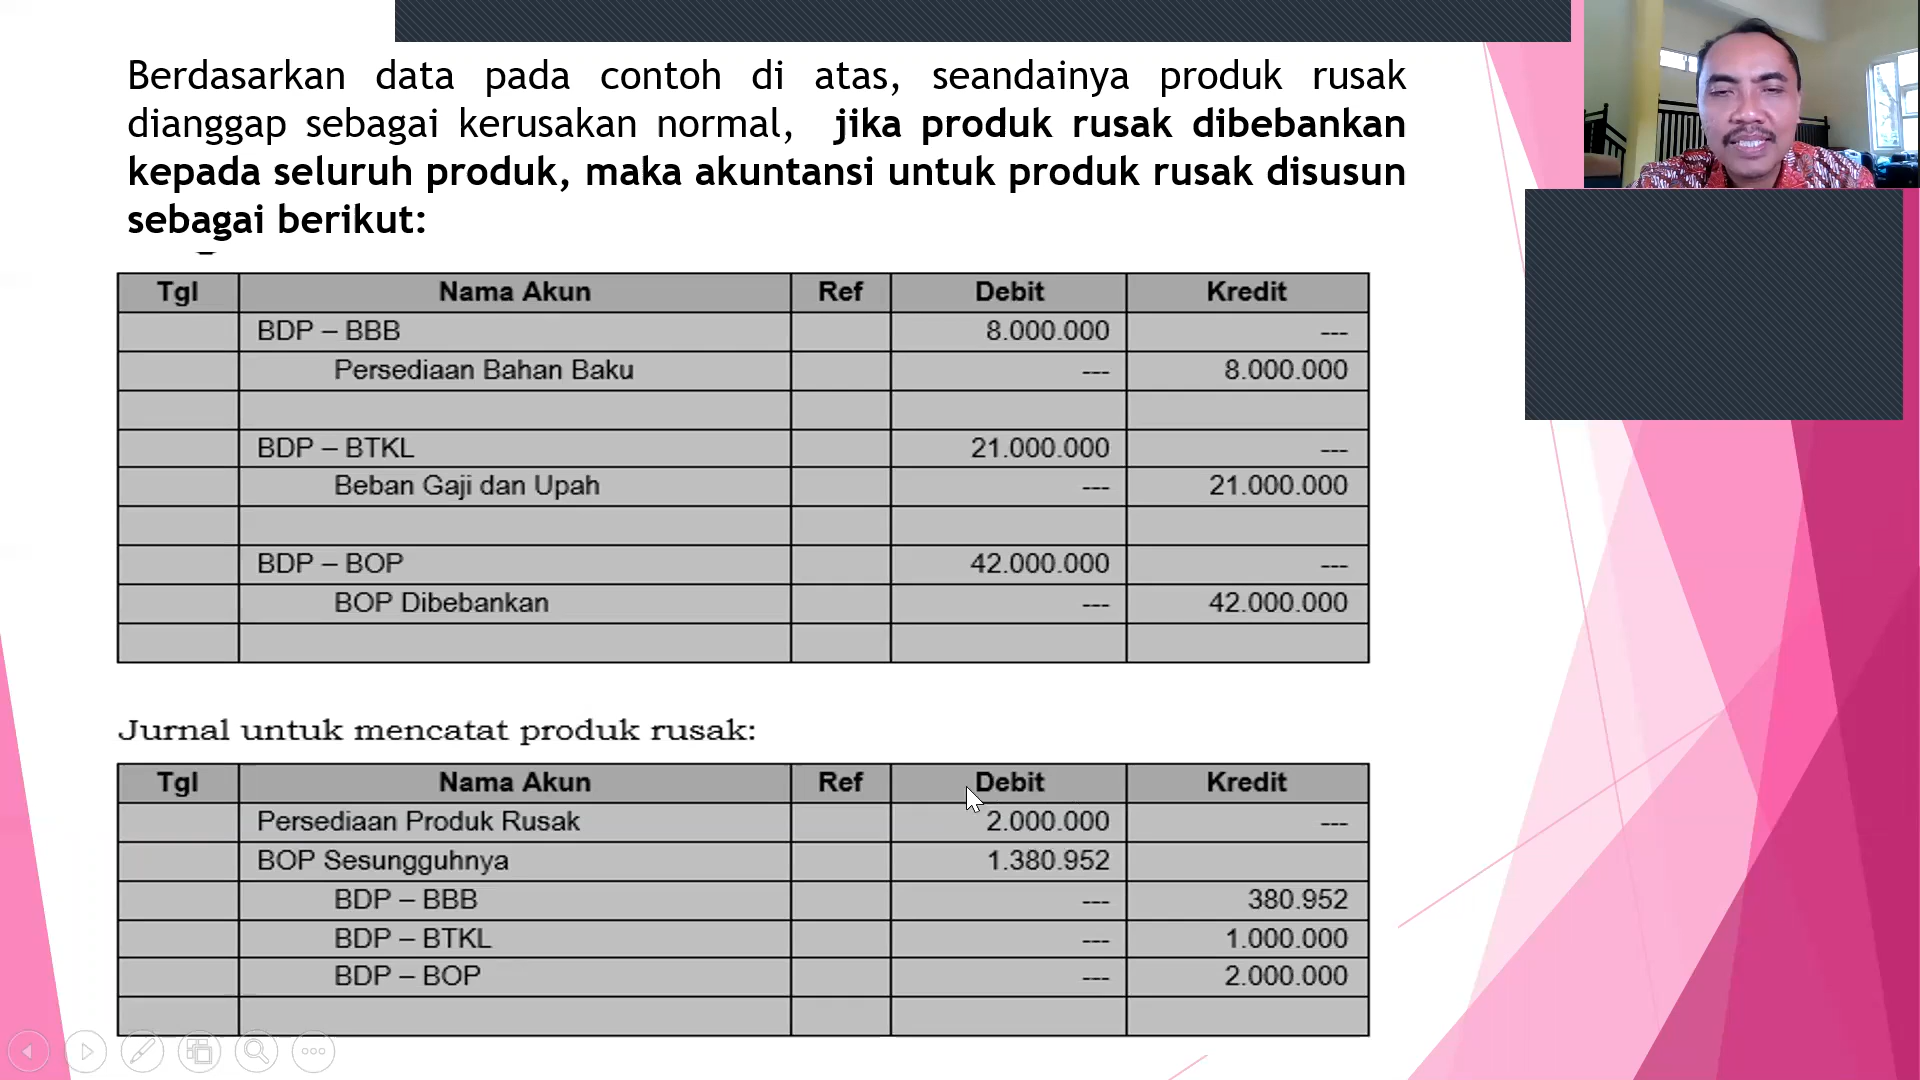 Berdasarkan data pada contoh di atas, seandainya produk rusak
dianggap sebagai kerusakan normal, jika produk rusak dibebankan
kepada seluruh produk, maka akuntansi untuk produk rusak disusun
sebagai berikut:
Tgl Nama Akun Ref Debit Kredit
BDP – BBB 8.000.000 ---
Persediaan Bahan Baku --- 8.000.000
BDP – BTKL 21.000.000 ---
Beban Gaji dan Upah --- 21.000.000
BDP – BOP 42.000.000 ---
BOP Dibebankan --- 42.000.000
Jurnal untuk mencatat produk rusak:
Tgl Nama Akun Ref Debit Kredit
Persediaan Produk Rusak 2.000.000 ---
BOP Sesungguhnya 1.380.952
BDP – BBB --- 380.952
BDP – BTKL --- 1.000.000
BDP – BOP --- 2.000.000